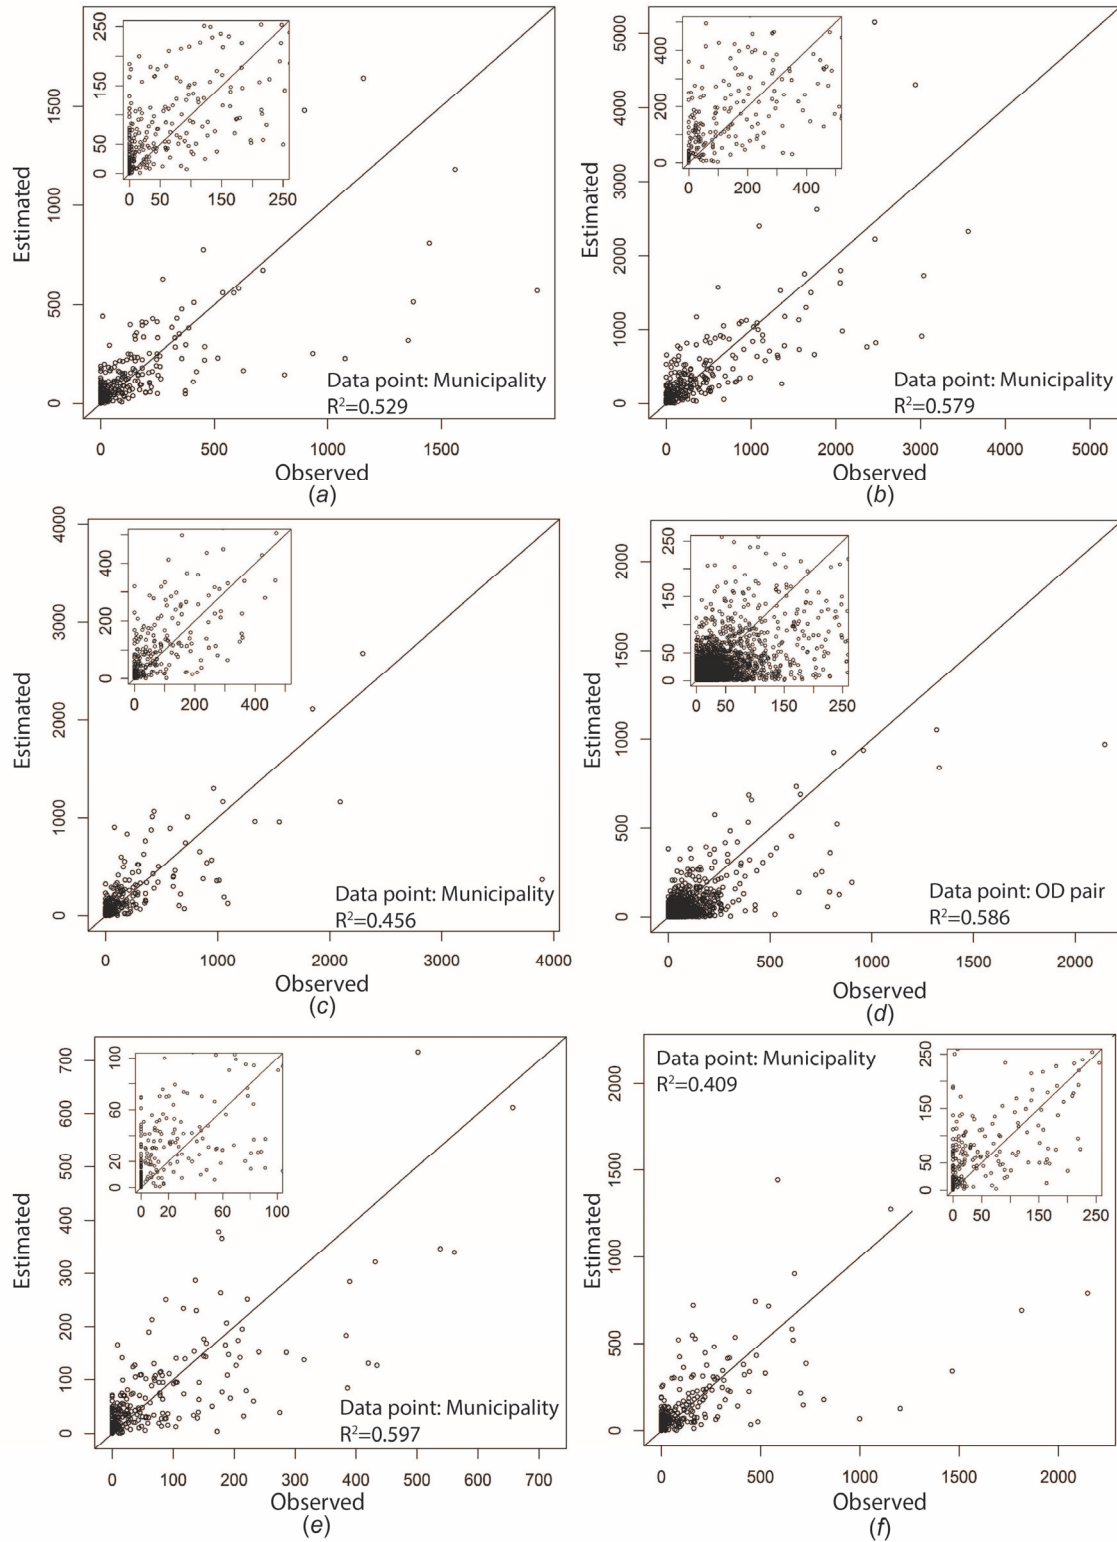 250
150
50
0
0 50 150 250
1500
1000
500
0
Estimated
Data point: Municipality
R²=0.529
0 500 1000 1500
Observed
(a)
400
200
0
0 200 400
5000
4000
3000
2000
1000
0
Estimated
Data point: Municipality
R²=0.579
0 1000 2000 3000 4000 5000
Observed
(b)
400
200
0
0 200 400
4000
3000
2000
1000
0
Estimated
Data point: Municipality
R²=0.456
0 1000 2000 3000 4000
Observed
(c)
250
150
50
0
0 50 150 250
2000
1500
1000
500
0
Estimated
Data point: OD pair
R²=0.586
0 500 1000 1500 2000
Observed
(d)
100
60
20
0
0 20 40 60 80 100
700
600
500
400
300
200
100
0
Estimated
Data point: Municipality
R²=0.597
0 100 200 300 400 500 600 700
Observed
(e)
Data point: Municipality
R²=0.409
250
150
50
0
0 50 150 250
2000
1500
1000
500
0
Estimated
0 500 1000 1500 2000
Observed
(f)